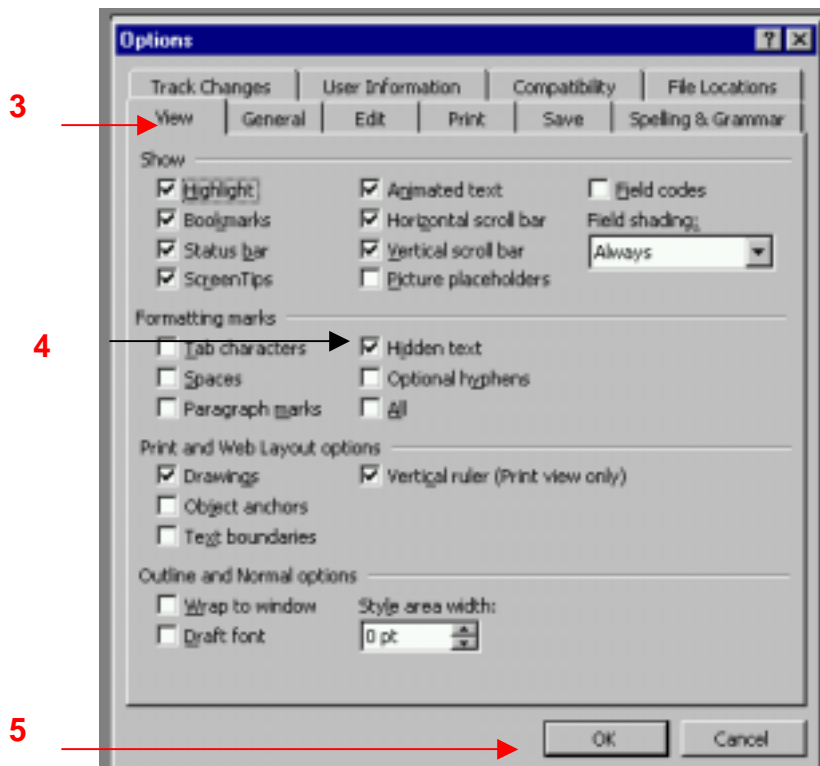 Options
Track Changes User Information Compatibility File Locations
3
View General Edit Print Save Spelling & Grammar
Show
Highlight Animated text Field codes
Bookmarks Horizontal scroll bar Field shading:
Status bar Vertical scroll bar Always
ScreenTips Picture placeholders
Formatting marks
4
Tab characters Hidden text
Spaces Optional hyphens
Paragraph marks All
Print and Web Layout options
Drawings Vertical ruler (Print view only)
Object anchors
Text boundaries
Outline and Normal options
Wrap to window Style area width:
Draft font 0 pt
5
OK Cancel